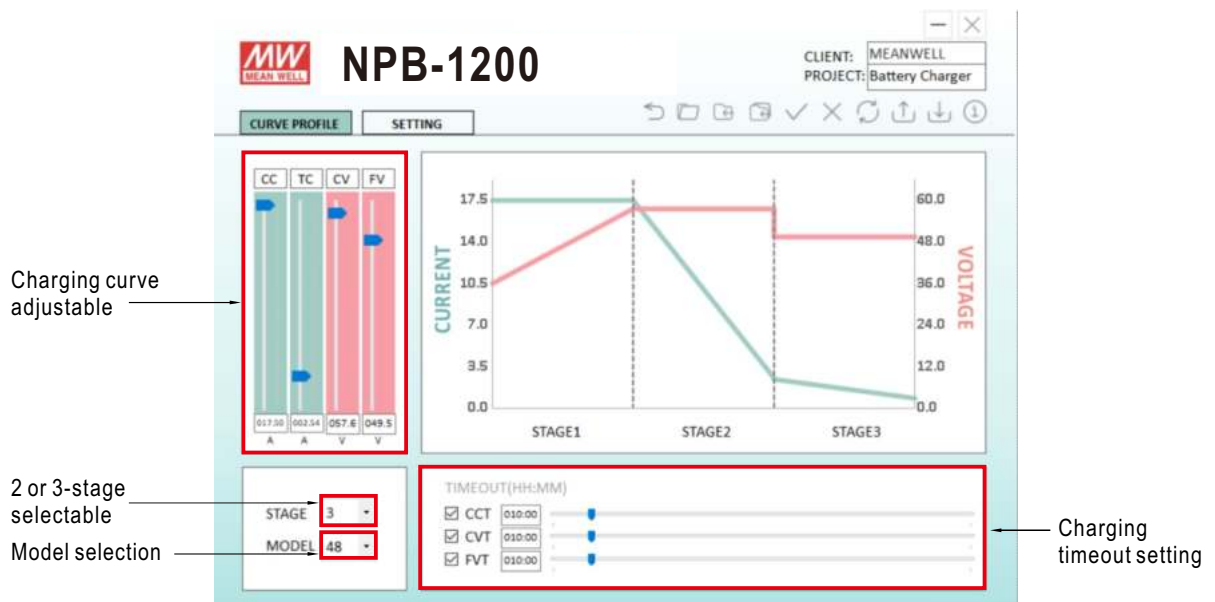 MW
MEAN WELL
NPB-1200
CLIENT: MEANWELL
PROJECT: Battery Charger
CURVE PROFILE
SETTING
CC TC CV FV
017.50 002.54 057.6 049.5
A A V V
Charging curve
adjustable
CURRENT
17.5
14.0
10.5
7.0
3.5
0.0
60.0
48.0
36.0
24.0
12.0
0.0
VOLTAGE
STAGE1 STAGE2 STAGE3
2 or 3-stage
selectable
Model selection
STAGE 3
MODEL 48
TIMEOUT(HH:MM)
CCT 010:00
CVT 010:00
FVT 010:00
Charging
timeout setting